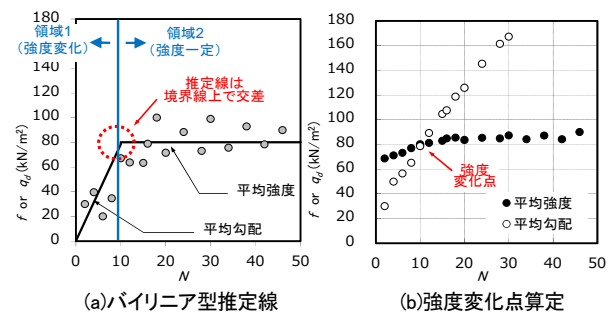 領域1
(強度変化)
領域2
(強度一定)
f or q_d (kN/m²)
180
160
140
120
100
80
60
40
20
0
推定線は
境界線上で交差
平均強度
平均勾配
0
10
20
30
40
50
N
(a)バイリニア型推定線
f or q_d (kN/m²)
180
160
140
120
100
80
60
40
20
0
強度
変化点
●平均強度
○平均勾配
0
10
20
30
40
50
N
(b)強度変化点算定